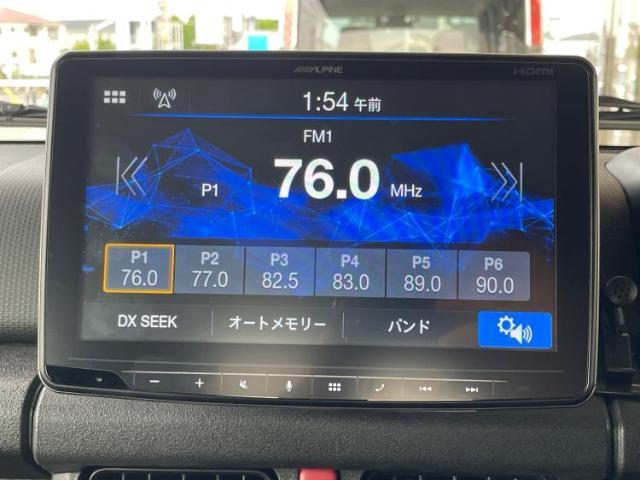 ALPINE HDMI
1:54 午前
FM1
P1 76.0 MHz
P1 P2 P3 P4 P5 P6
76.0 77.0 82.5 83.0 89.0 90.0
DX SEEK オートメモリー バンド